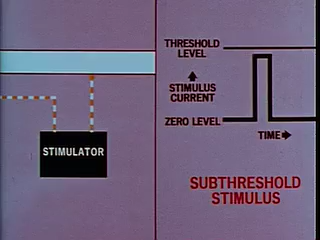 THRESHOLD
LEVEL
STIMULUS
CURRENT
ZERO LEVEL
TIME
STIMULATOR
SUBTHRESHOLD
STIMULUS